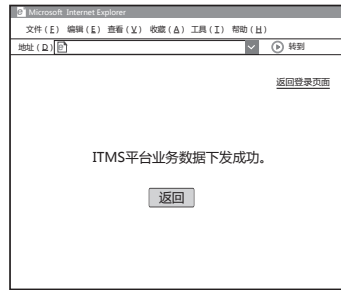 Microsoft Internet Explorer
文件(F) 编辑(E) 查看(V) 收藏(A) 工具(T) 帮助(H)
地址(D) 转到
返回登录页面
ITMS平台业务数据下发成功。
返回